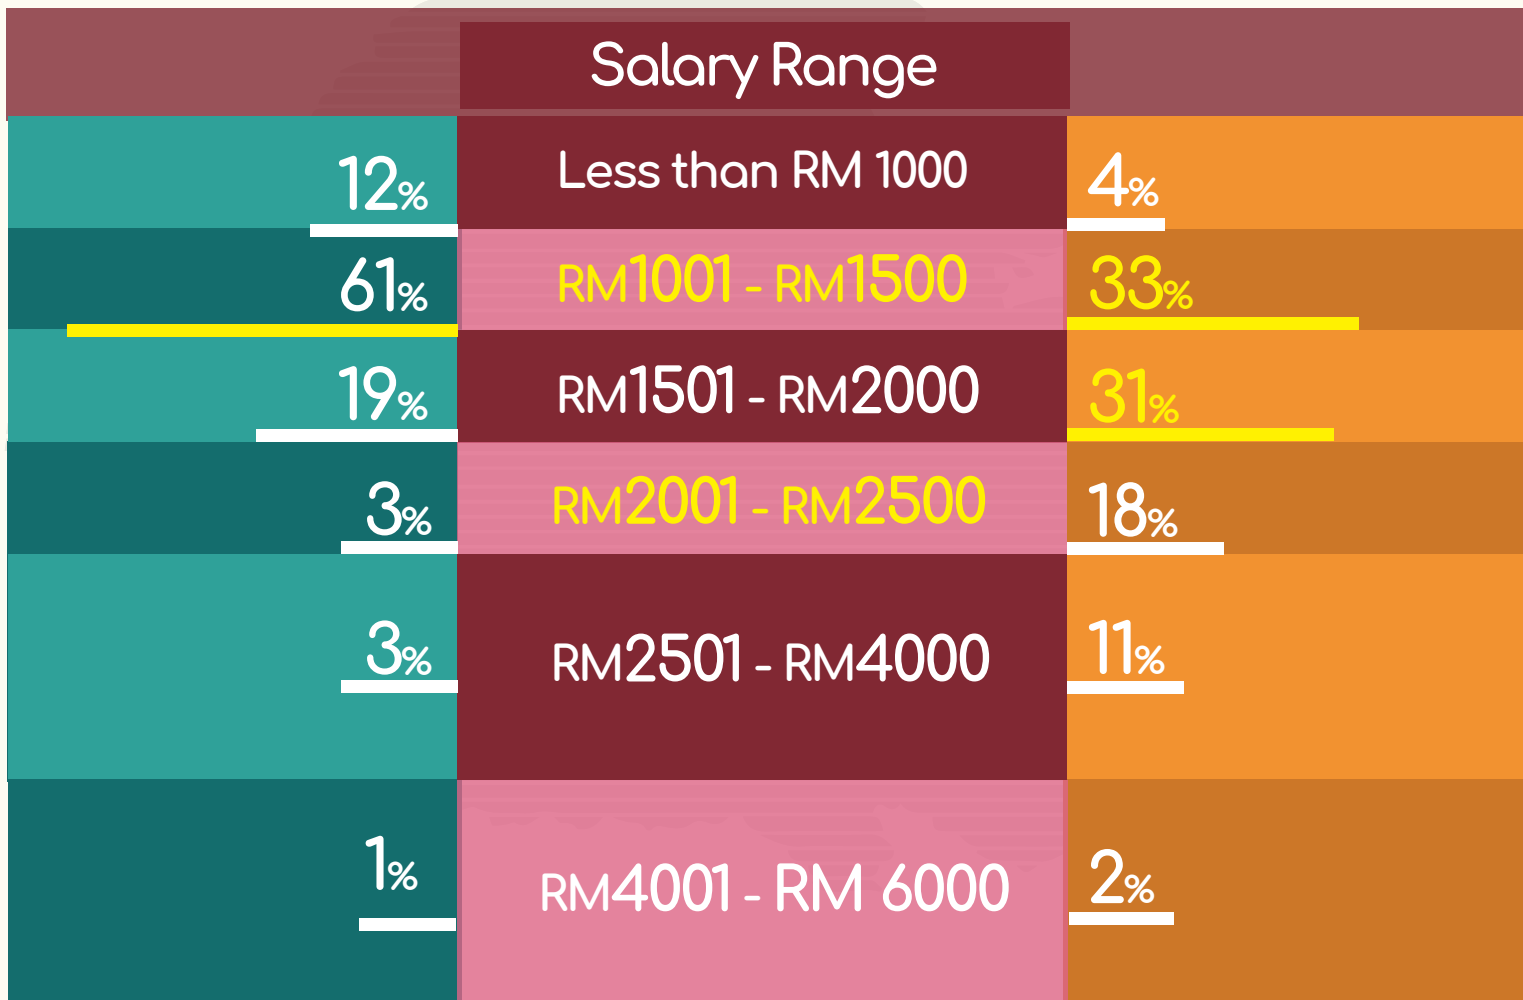 Salary Range
12% Less than RM 1000 4%
61% RM1001 - RM1500 33%
19% RM1501 - RM2000 31%
3% RM2001 - RM2500 18%
3% RM2501 - RM4000 11%
1% RM4001 - RM 6000 2%